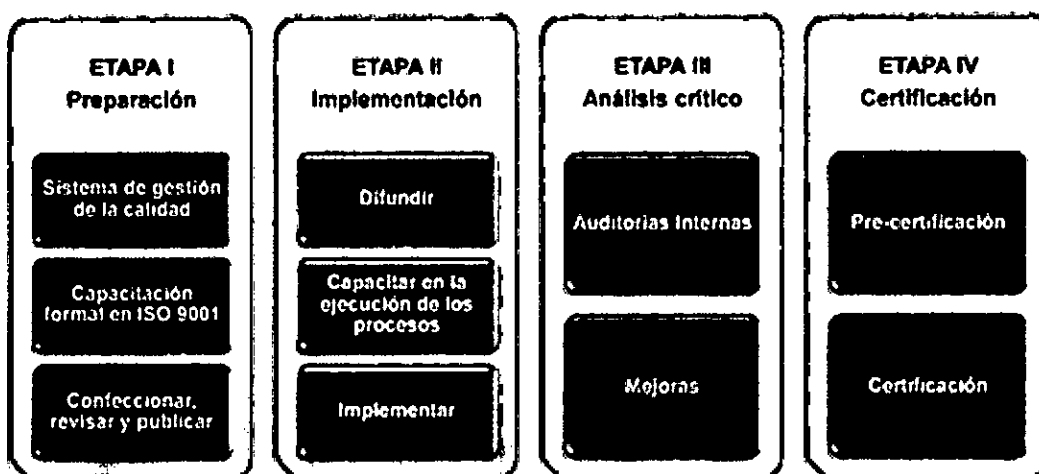 ETAPA I
Preparación
Sistema de gestión
de la calidad
Capacitación
formal en ISO 9001
Confeccionar,
revisar y publicar
ETAPA II
Implementación
Difundir
Capacitar en la
ejecución de los
procesos
Implementar
ETAPA III
Análisis crítico
Auditorias Internas
Mejoras
ETAPA IV
Certificación
Pre-certificación
Certificación